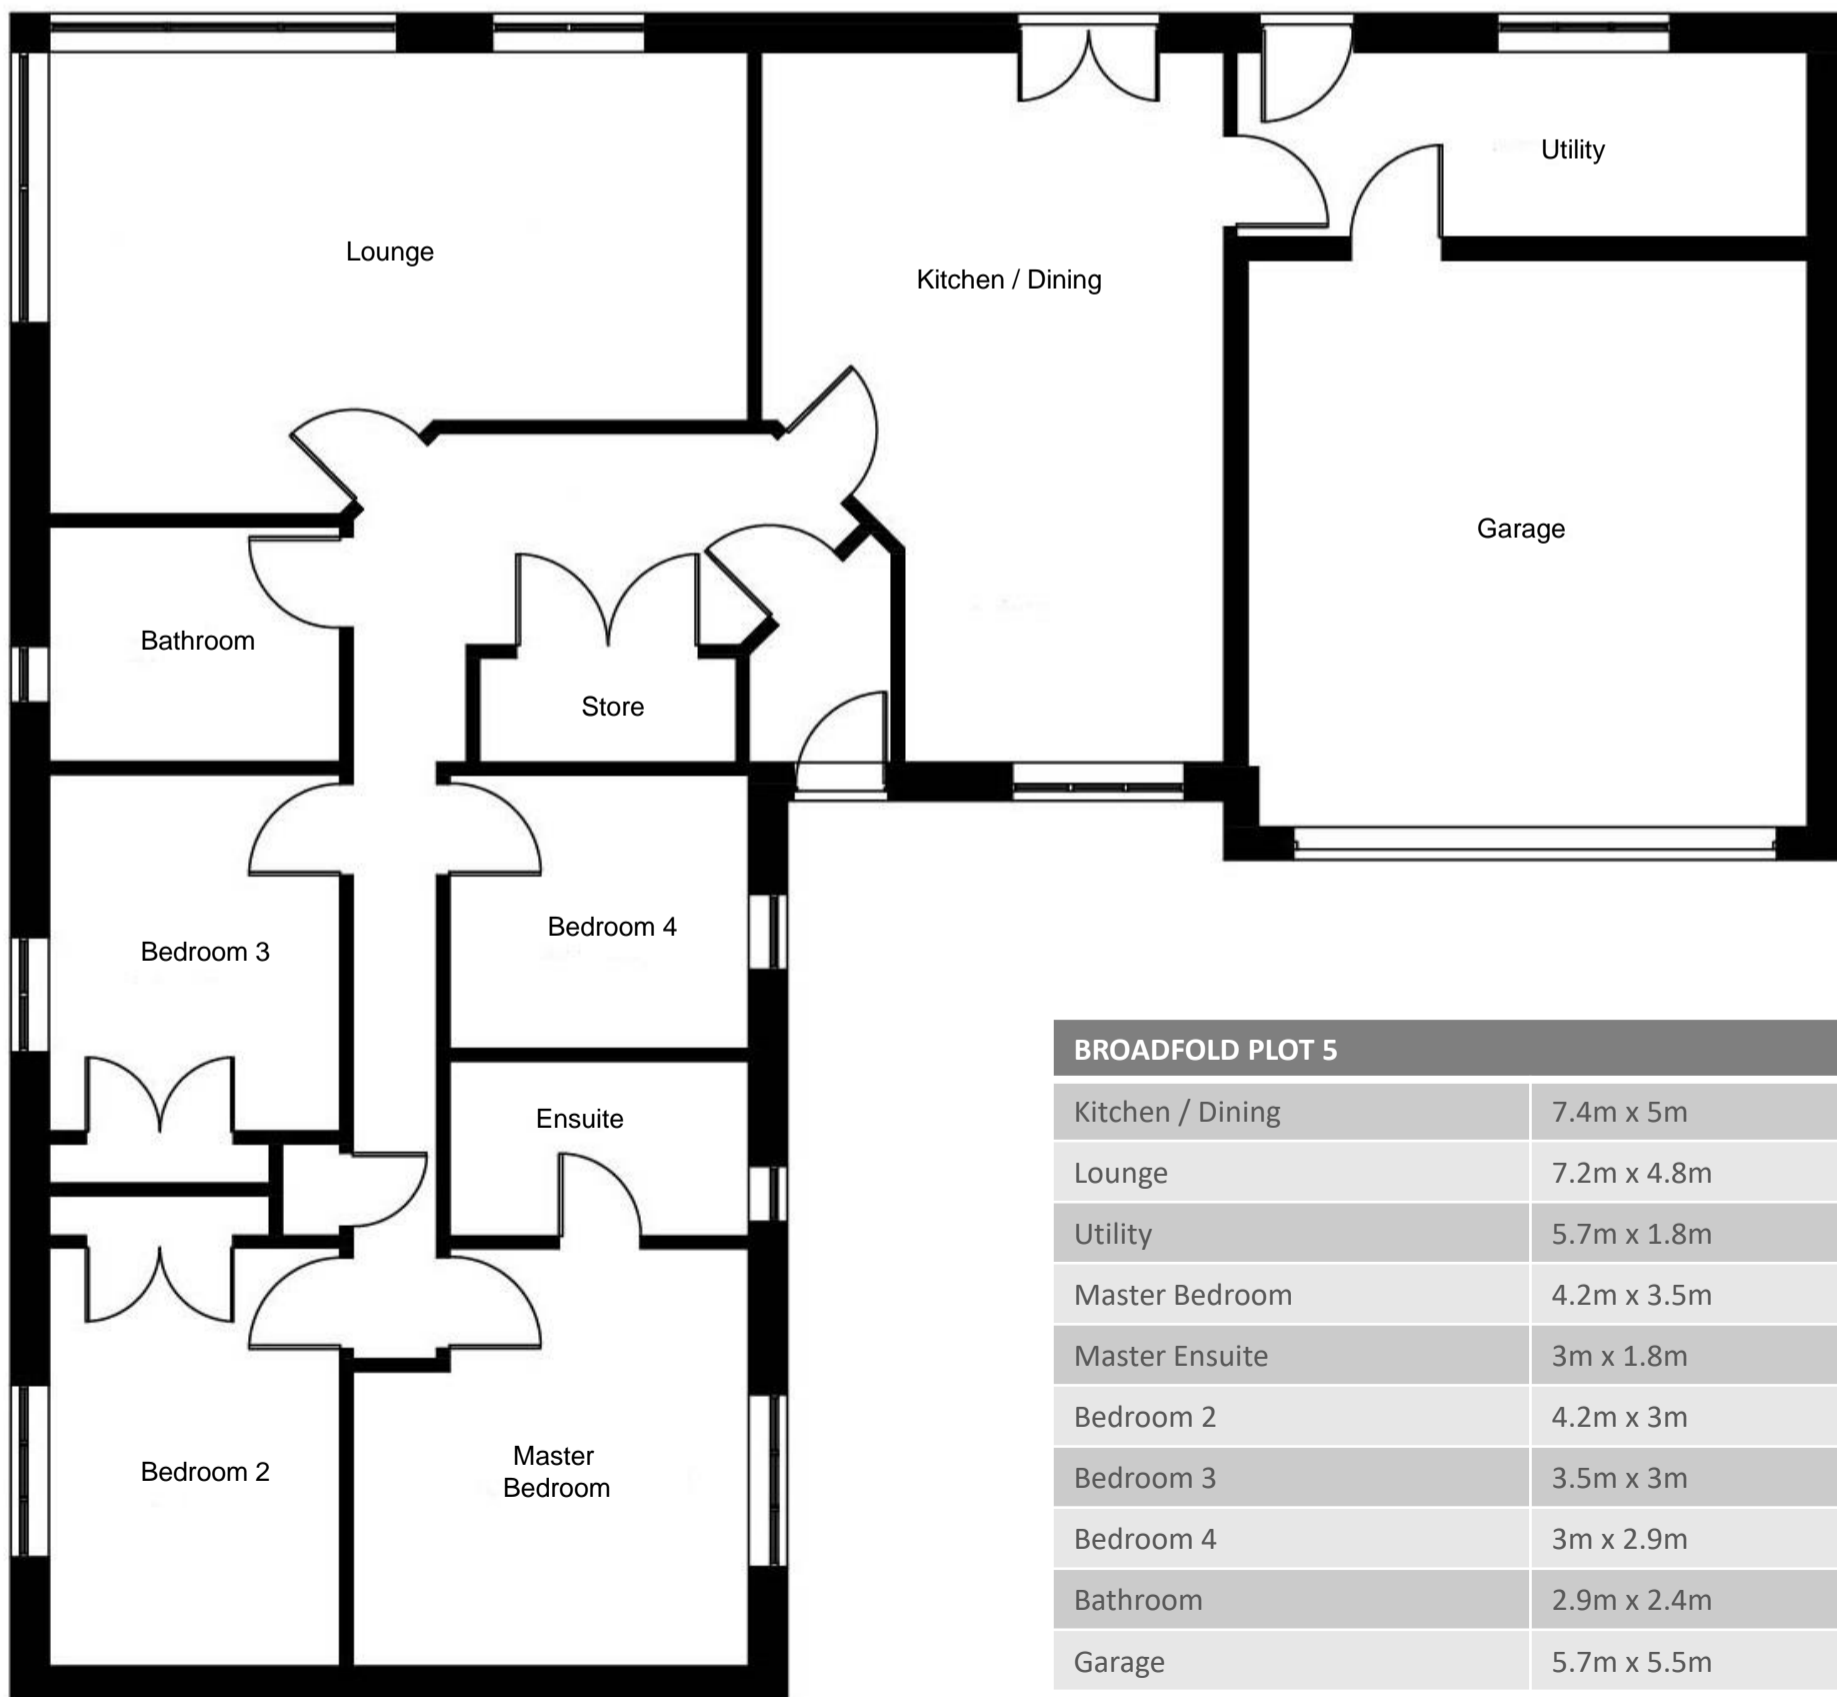 Utility
Lounge
Kitchen / Dining
Garage
Bathroom
Store
Bedroom 4
Bedroom 3
Ensuite
Master
Bedroom
Bedroom 2
BROADFOLD PLOT 5
Kitchen / Dining 7.4m x 5m
Lounge 7.2m x 4.8m
Utility 5.7m x 1.8m
Master Bedroom 4.2m x 3.5m
Master Ensuite 3m x 1.8m
Bedroom 2 4.2m x 3m
Bedroom 3 3.5m x 3m
Bedroom 4 3m x 2.9m
Bathroom 2.9m x 2.4m
Garage 5.7m x 5.5m